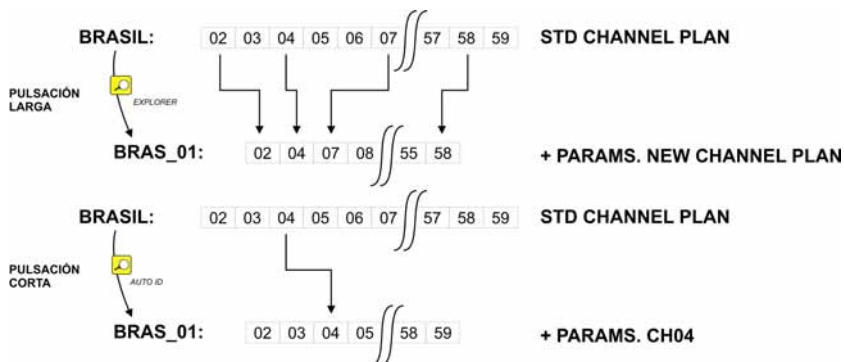 BRASIL: 02 03 04 05 06 07 57 58 59 STD CHANNEL PLAN
PULSACIÓN
LARGA
EXPLORER
BRAS_01: 02 04 07 08 55 58 + PARAMS. NEW CHANNEL PLAN
BRASIL: 02 03 04 05 06 07 57 58 59 STD CHANNEL PLAN
PULSACIÓN
CORTA
AUTO ID
BRAS_01: 02 03 04 05 58 59 + PARAMS. CH04